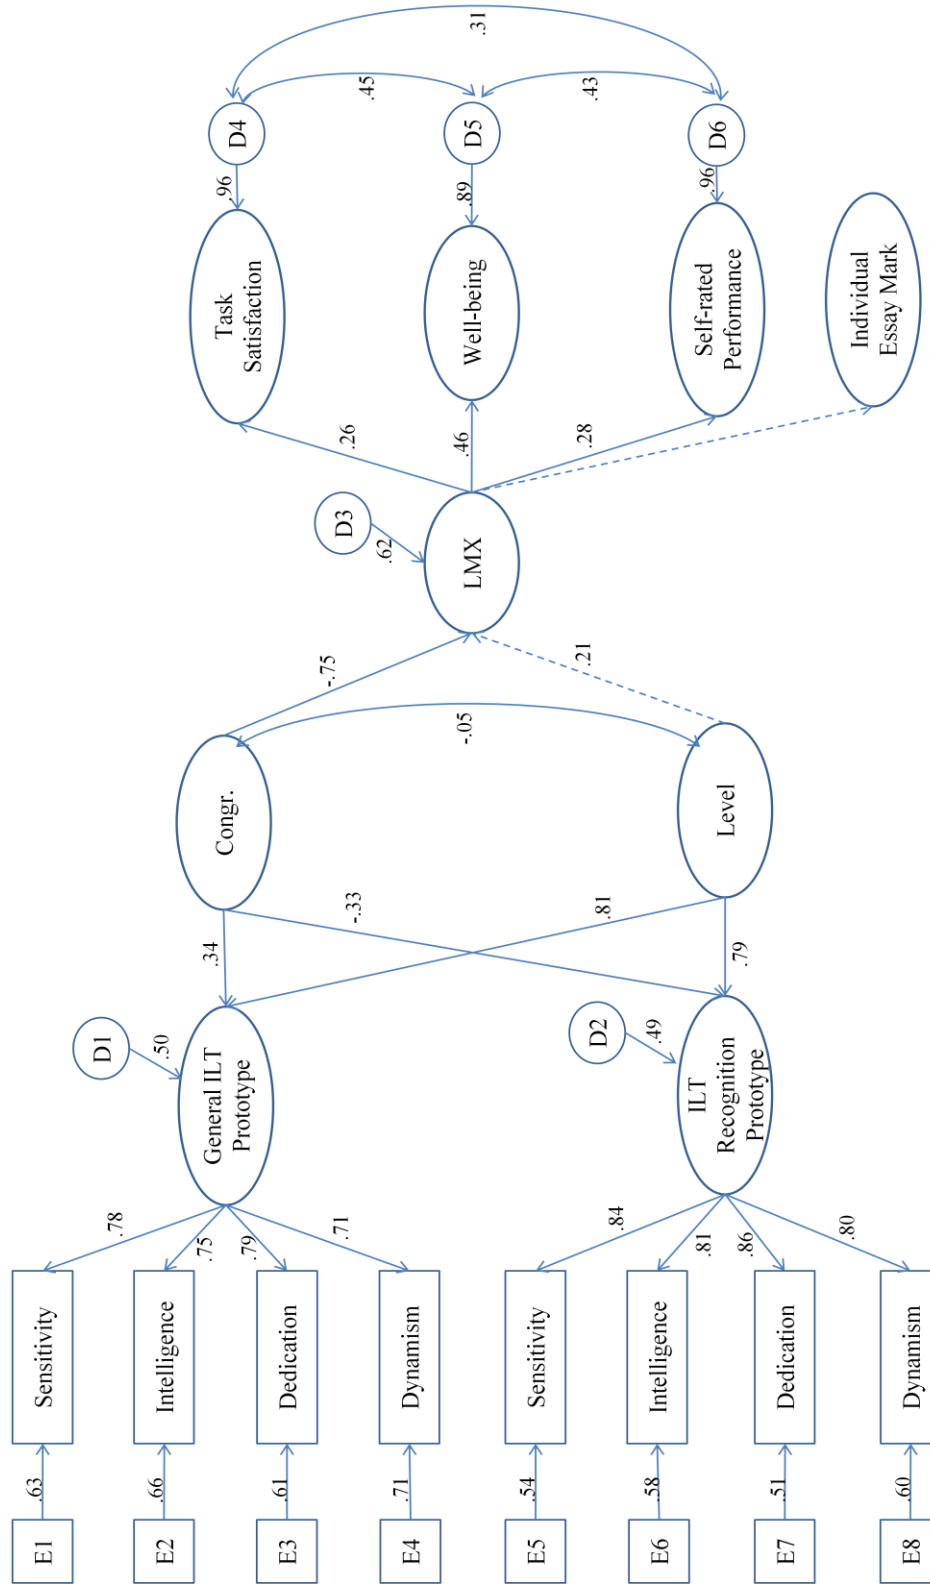 E1
.63
Sensitivity
E2
.66
Intelligence
E3
.61
Dedication
E4
.71
Dynamism
E5
.54
Sensitivity
E6
.58
Intelligence
E7
.51
Dedication
E8
.60
Dynamism
.78
.75
.79
.71
.84
.81
.86
.80
General ILT
Prototype
D1
.50
ILT
Recognition
Prototype
D2
.49
.34
-.33
.81
.79
Congr.
Level
-.05
-.75
.21
D3
.62
LMX
.26
.46
.28
Task
Satisfaction
.96
D4
Well-being
.89
D5
Self-rated
Performance
.96
D6
Individual
Essay Mark
.45
.43
.31